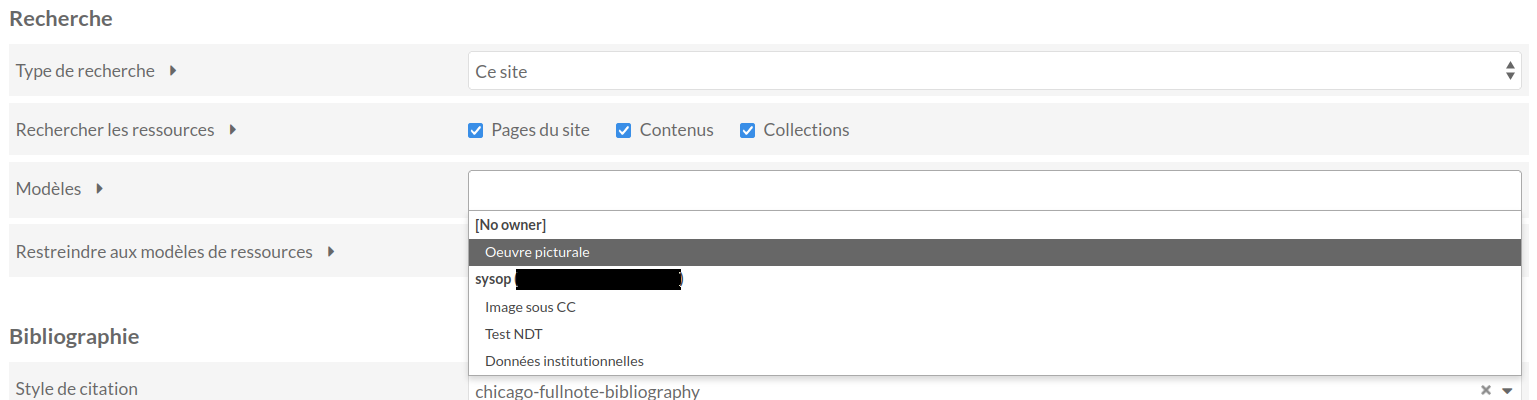 Recherche
Type de recherche
Ce site
Rechercher les ressources
Pages du site
Contenus
Collections
Modèles
[No owner]
Restreindre aux modèles de ressources
Oeuvre picturale
sysop (
Image sous CC
Test NDT
Données institutionnelles
Bibliographie
Style de citation
chicago-fullnote-bibliography